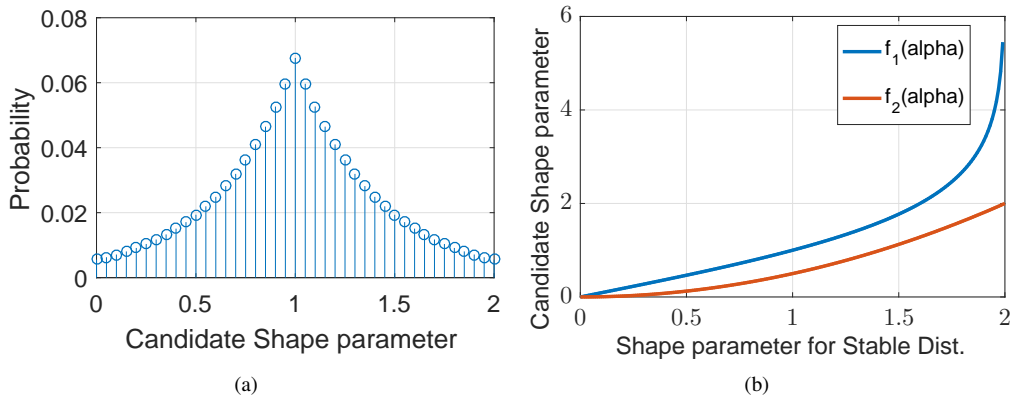 0.08
0.06
0.04
0.02
0
Probability
0 0.5 1 1.5 2
Candidate Shape parameter
(a)
6
4
2
0
Candidate Shape parameter
f_1(alpha)
f_2(alpha)
0 0.5 1 1.5 2
Shape parameter for Stable Dist.
(b)